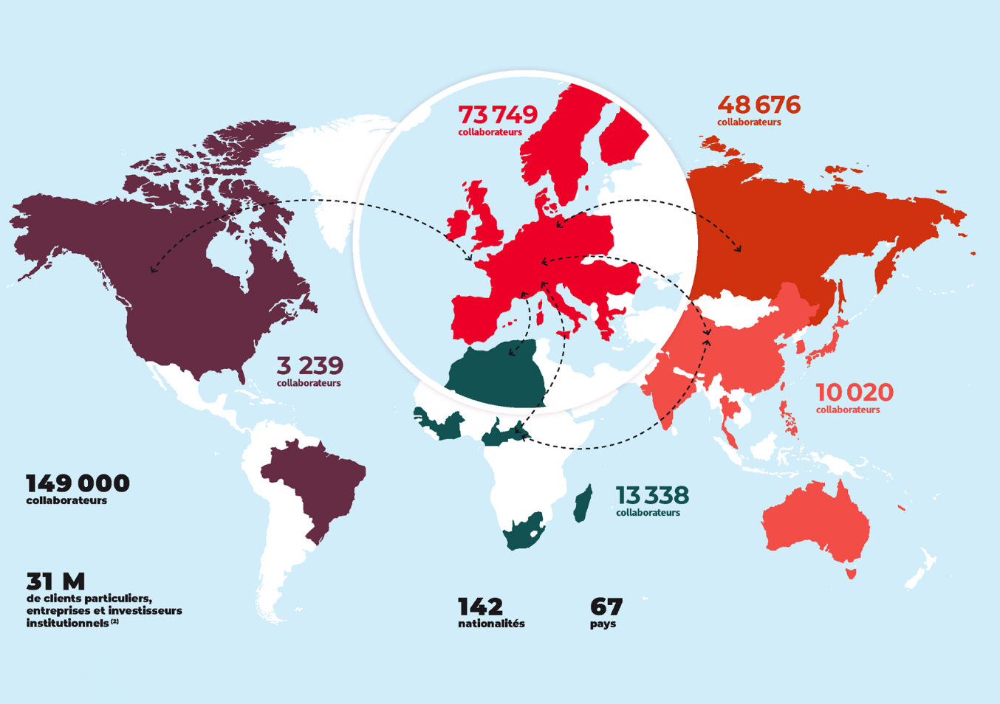 73 749
collaborateurs
48 676
collaborateurs
3 239
collaborateurs
10 020
collaborateurs
149 000
collaborateurs
13 338
collaborateurs
31 M
de clients particuliers,
entreprises et investisseurs
institutionnels (2)
142
nationalités
67
pays